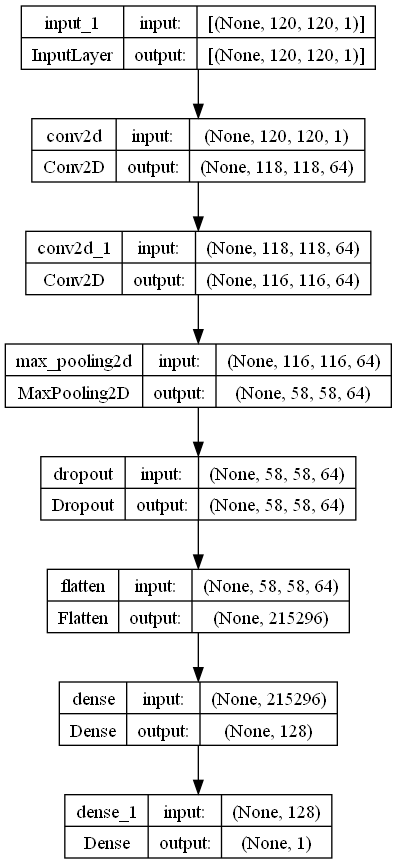 input_1 input: [(None, 120, 120, 1)]
InputLayer output: [(None, 120, 120, 1)]
conv2d input: (None, 120, 120, 1)
Conv2D output: (None, 118, 118, 64)
conv2d_1 input: (None, 118, 118, 64)
Conv2D output: (None, 116, 116, 64)
max_pooling2d input: (None, 116, 116, 64)
MaxPooling2D output: (None, 58, 58, 64)
dropout input: (None, 58, 58, 64)
Dropout output: (None, 58, 58, 64)
flatten input: (None, 58, 58, 64)
Flatten output: (None, 215296)
dense input: (None, 215296)
Dense output: (None, 128)
dense_1 input: (None, 128)
Dense output: (None, 1)